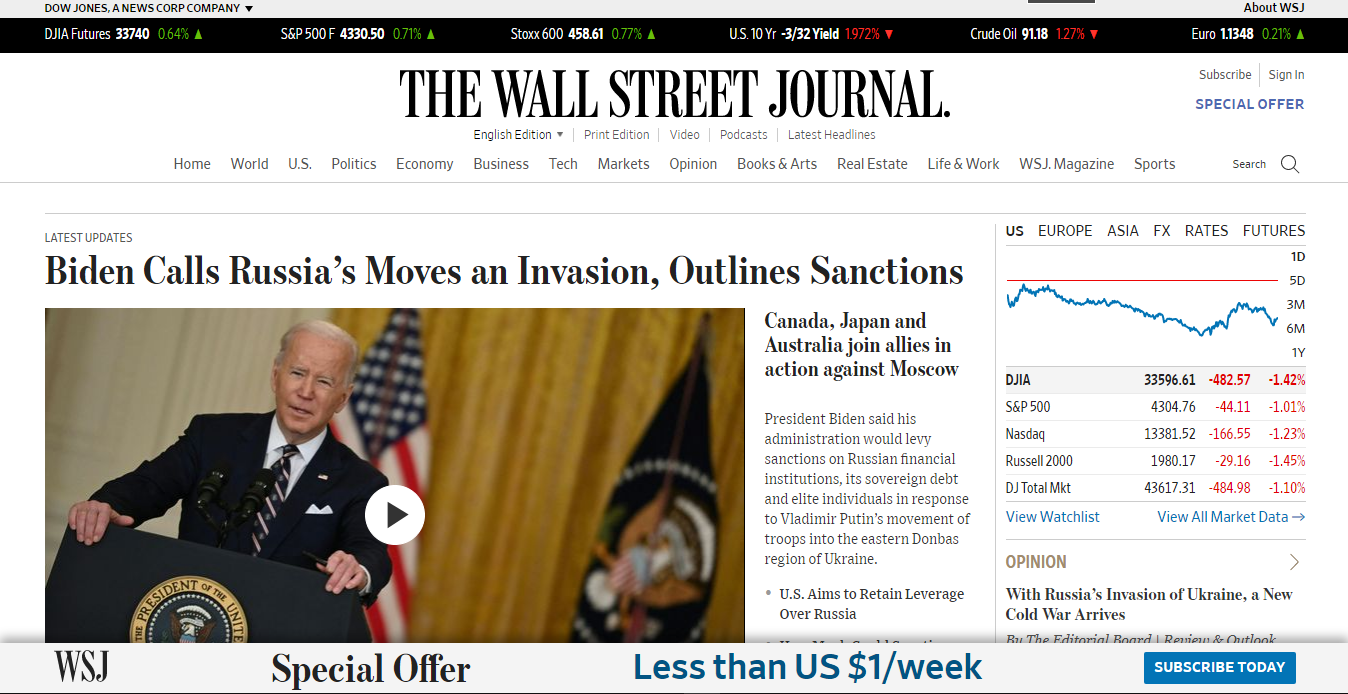 DOW JONES, A NEWS CORP COMPANY ▼
About WSJ
DJIA Futures 33740 0.64% ▲
S&P 500 F 4330.50 0.71% ▲
Stoxx 600 458.61 0.77% ▲
U.S. 10 Yr -3/32 Yield 1.972% ▼
Crude Oil 91.18 1.27% ▼
Euro 1.1348 0.21% ▲
THE WALL STREET JOURNAL.
Subscribe | Sign In
SPECIAL OFFER
English Edition ▼ | Print Edition | Video | Podcasts | Latest Headlines
Home World U.S. Politics Economy Business Tech Markets Opinion Books & Arts Real Estate Life & Work WSJ. Magazine Sports
Search
LATEST UPDATES
Biden Calls Russia’s Moves an Invasion, Outlines Sanctions
PRESIDENT OF THE UNITED
Canada, Japan and
Australia join allies in
action against Moscow
President Biden said his
administration would levy
sanctions on Russian financial
institutions, its sovereign debt
and elite individuals in response
to Vladimir Putin’s movement of
troops into the eastern Donbas
region of Ukraine.
• U.S. Aims to Retain Leverage
Over Russia
US EUROPE ASIA FX RATES FUTURES
1D
5D
3M
6M
1Y
DJIA 33596.61 -482.57 -1.42%
S&P 500 4304.76 -44.11 -1.01%
Nasdaq 13381.52 -166.55 -1.23%
Russell 2000 1980.17 -29.16 -1.45%
DJ Total Mkt 43617.31 -484.98 -1.10%
View Watchlist
View All Market Data →
OPINION
With Russia’s Invasion of Ukraine, a New
Cold War Arrives
By The Editorial Board | Review & Outlook
WSJ
Special Offer
Less than US $1/week
SUBSCRIBE TODAY